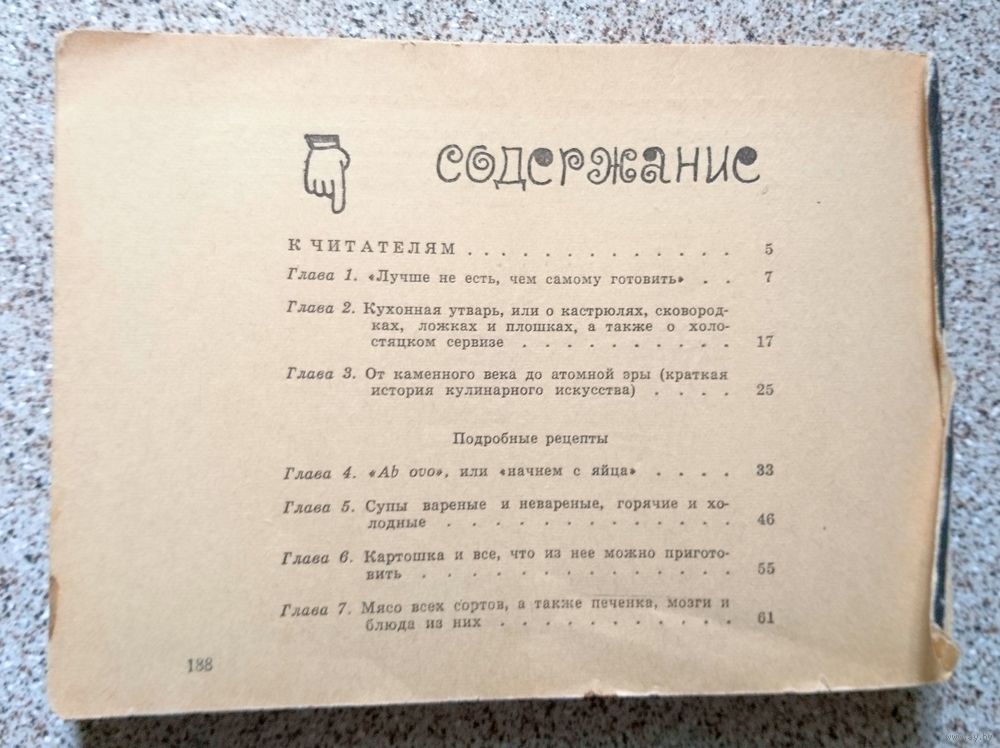 содержание
К ЧИТАТЕЛЯМ . . . . . . . . . . . . . 5
Глава 1. «Лучше не есть, чем самому готовить» . . 7
Глава 2. Кухонная утварь, или о кастрюлях, сковород-
ках, ложках и плошках, а также о холо-
стяцком сервизе . . . . . . . . . . 17
Глава 3. От каменного века до атомной эры (краткая
история кулинарного искусства) . . . . 25
Подробные рецепты
Глава 4. «Ab ovo», или «начнем с яйца» . . . . 33
Глава 5. Супы вареные и невареные, горячие и хо-
лодные . . . . . . . . . . . . . 46
Глава 6. Картошка и все, что из нее можно пригото-
вить . . . . . . . . . . . . . . 55
Глава 7. Мясо всех сортов, а также печенка, мозги и
блюда из них . . . . . . . . . . . 61
188